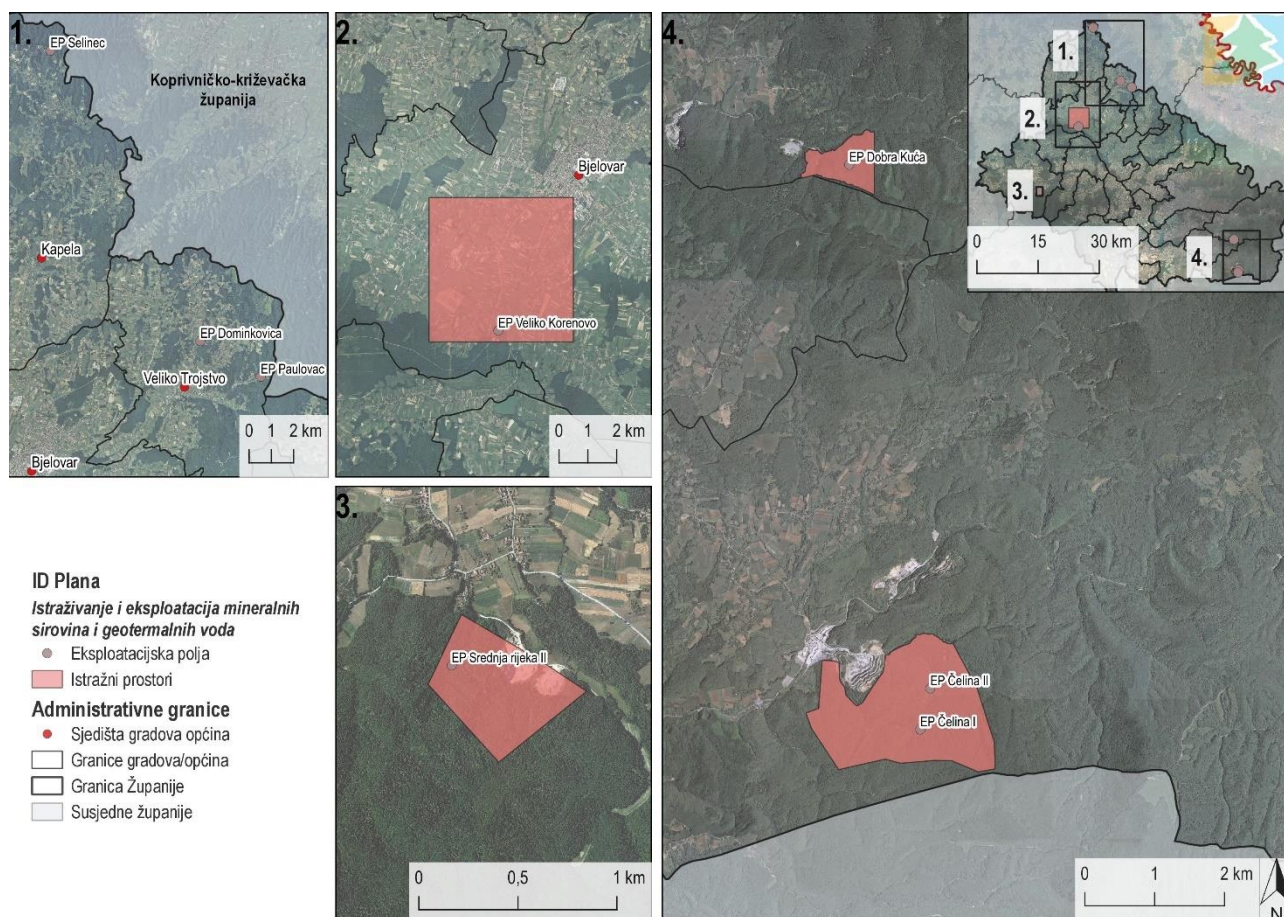 1.
EP Selinec
Koprivničko-križevačka
županija
Kapela
EP Dominkovica
EP Paulovac
Veliko Trojstvo
0 1 2 km
Bjelovar
2.
Bjelovar
EP Veliko Korenovo
0 1 2 km
3.
EP Srednja rijeka II
0 0,5 1 km
4.
EP Dobra Kuća
EP Čelina II
EP Čelina I
0 1 2 km
N
1.
2.
3.
4.
0 15 30 km
ID Plana
Istraživanje i eksploatacija mineralnih
sirovina i geotermalnih voda
Eksploatacijska polja
Istražni prostori
Administrativne granice
Sjedišta gradova općina
Granice gradova/općina
Granica Županije
Susjedne županije